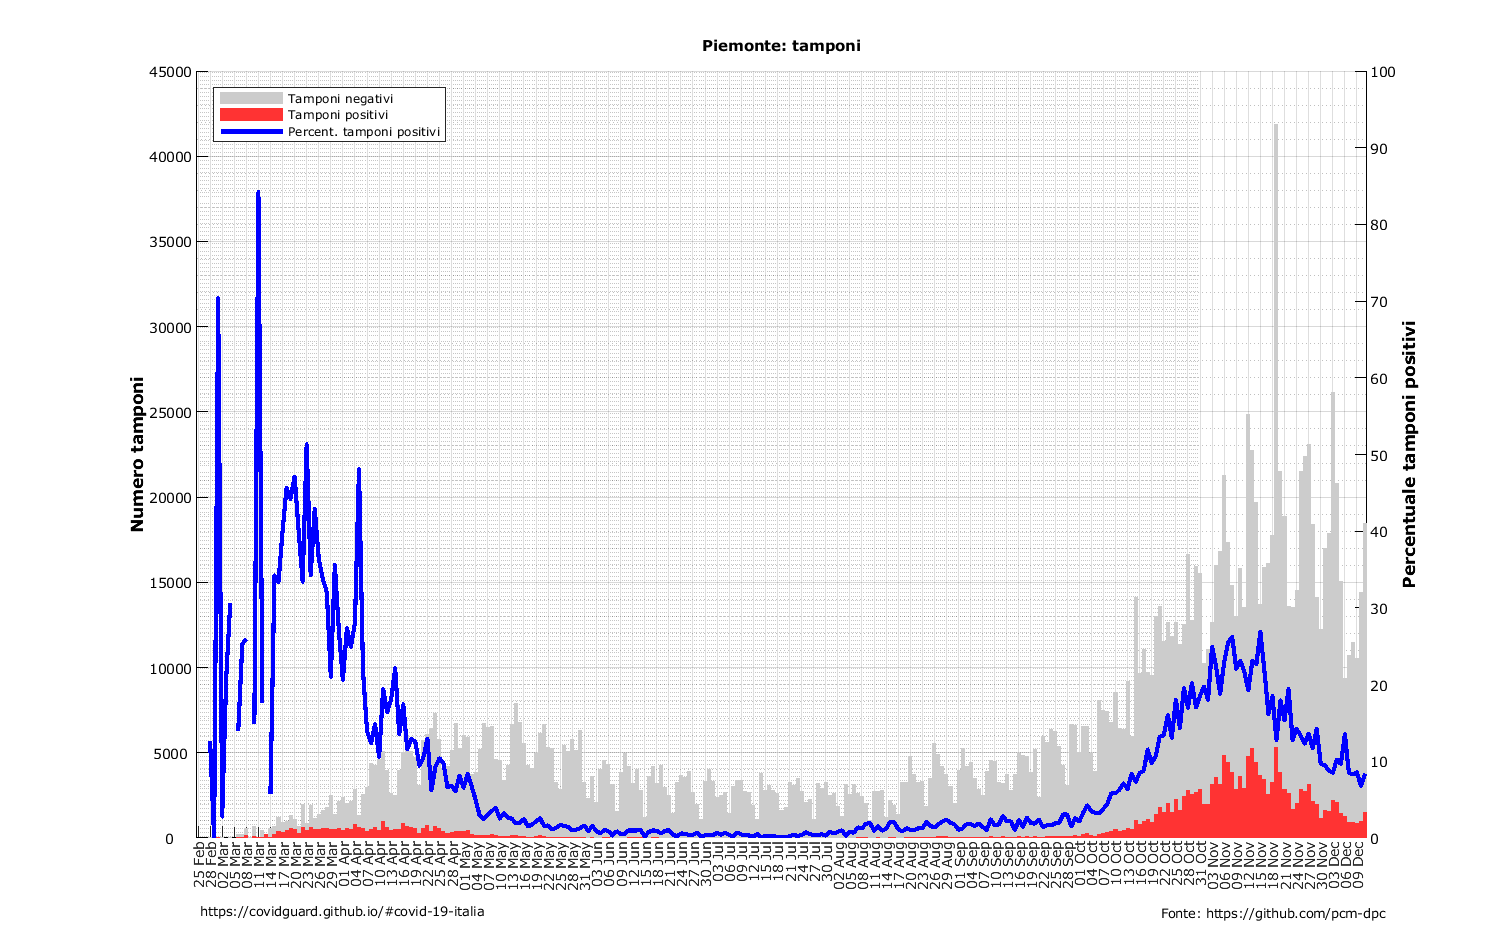 Piemonte: tamponi
Tamponi negativi
Tamponi positivi
Percent. tamponi positivi
Numero tamponi
45000
40000
35000
30000
25000
20000
15000
10000
5000
0
Percentuale tamponi positivi
100
90
80
70
60
50
40
30
20
10
0
25 Feb
28 Feb
02 Mar
05 Mar
08 Mar
11 Mar
14 Mar
17 Mar
20 Mar
23 Mar
26 Mar
29 Mar
01 Apr
04 Apr
07 Apr
10 Apr
13 Apr
16 Apr
19 Apr
22 Apr
25 Apr
28 Apr
01 May
04 May
07 May
10 May
13 May
16 May
19 May
22 May
25 May
28 May
31 May
03 Jun
06 Jun
09 Jun
12 Jun
15 Jun
18 Jun
21 Jun
24 Jun
27 Jun
30 Jun
03 Jul
06 Jul
09 Jul
12 Jul
15 Jul
18 Jul
21 Jul
24 Jul
27 Jul
30 Jul
02 Aug
05 Aug
08 Aug
11 Aug
14 Aug
17 Aug
20 Aug
23 Aug
26 Aug
29 Aug
01 Sep
04 Sep
07 Sep
10 Sep
13 Sep
16 Sep
19 Sep
22 Sep
25 Sep
28 Sep
01 Oct
04 Oct
07 Oct
10 Oct
13 Oct
16 Oct
19 Oct
22 Oct
25 Oct
28 Oct
31 Oct
03 Nov
06 Nov
09 Nov
12 Nov
15 Nov
18 Nov
21 Nov
24 Nov
27 Nov
30 Nov
03 Dec
06 Dec
09 Dec
https://covidguard.github.io/#covid-19-italia
Fonte: https://github.com/pcm-dpc